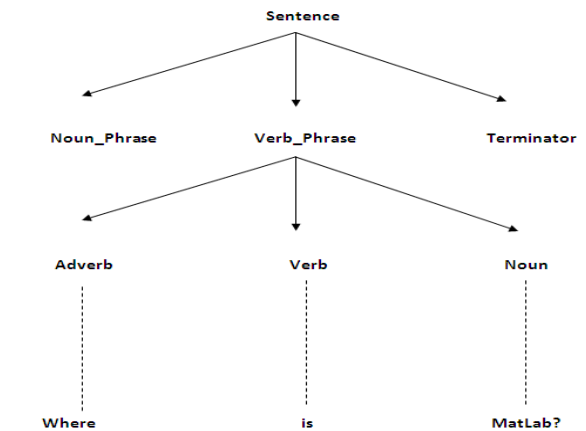 Sentence
Noun_Phrase Verb_Phrase Terminator
Adverb Verb Noun
Where is MatLab?